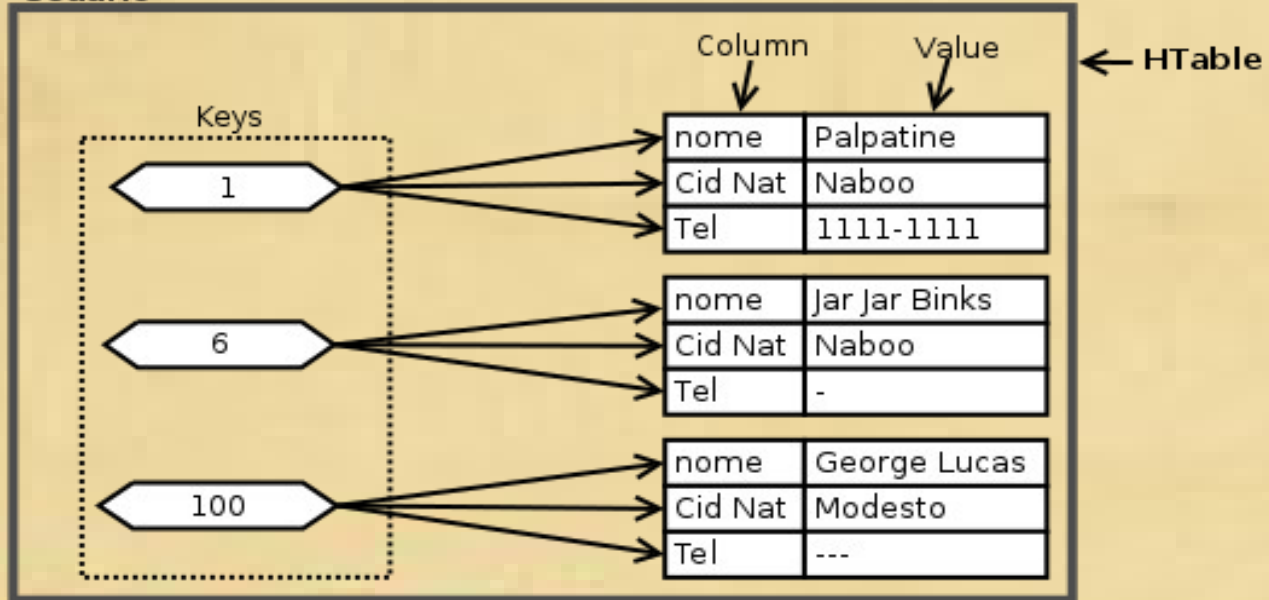 Column Value
HTable
Keys
1
nome Palpatine
Cid Nat Naboo
Tel 1111-1111
6
nome Jar Jar Binks
Cid Nat Naboo
Tel -
100
nome George Lucas
Cid Nat Modesto
Tel ---